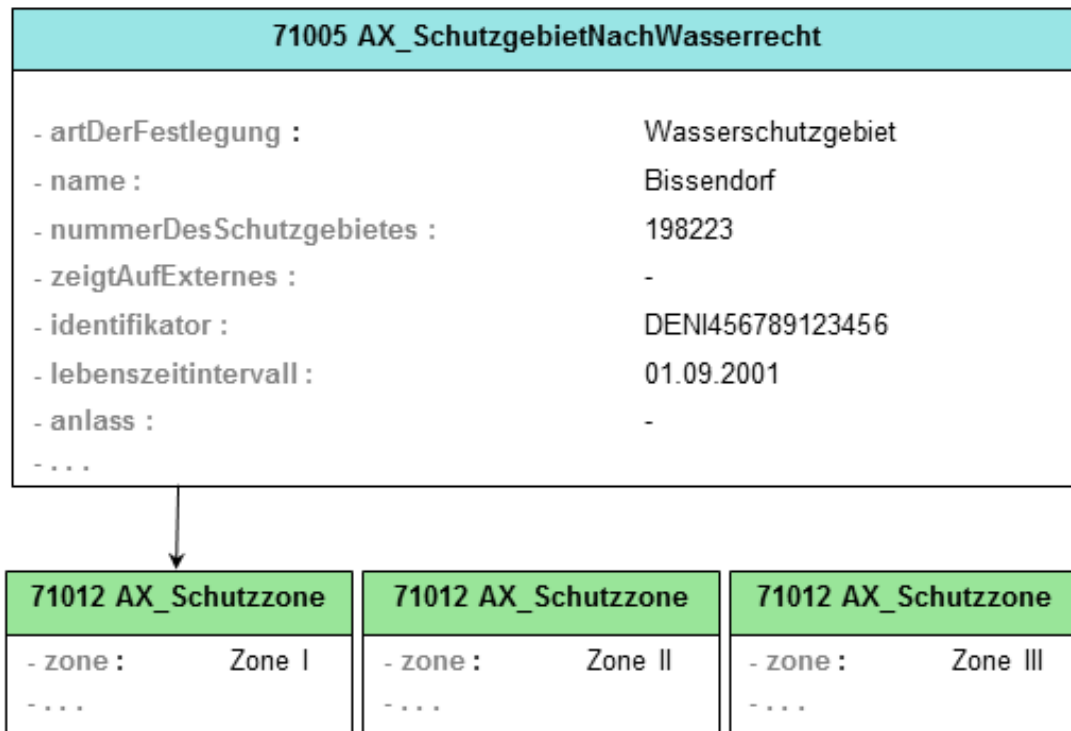 71005 AX_SchutzgebietNachWasserrecht
- artDerFestlegung : Wasserschutzgebiet
- name : Bissendorf
- nummerDesSchutzgebietes : 198223
- zeigtAufExternes : -
- identifikator : DENI456789123456
- lebenszeitintervall : 01.09.2001
- anlass : -
- . . .
71012 AX_Schutzzone
- zone : Zone I
- . . .
71012 AX_Schutzzone
- zone : Zone II
- . . .
71012 AX_Schutzzone
- zone : Zone III
- . . .